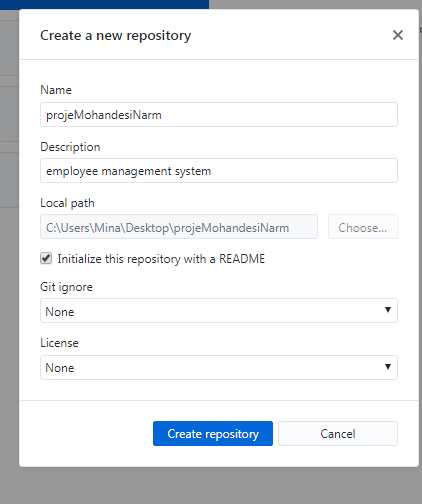 Create a new repository
Name
projeMohandesiNarm
Description
employee management system
Local path
C:\Users\Mina\Desktop\projeMohandesiNarm
Choose...
Initialize this repository with a README
Git ignore
None
License
None
Create repository
Cancel